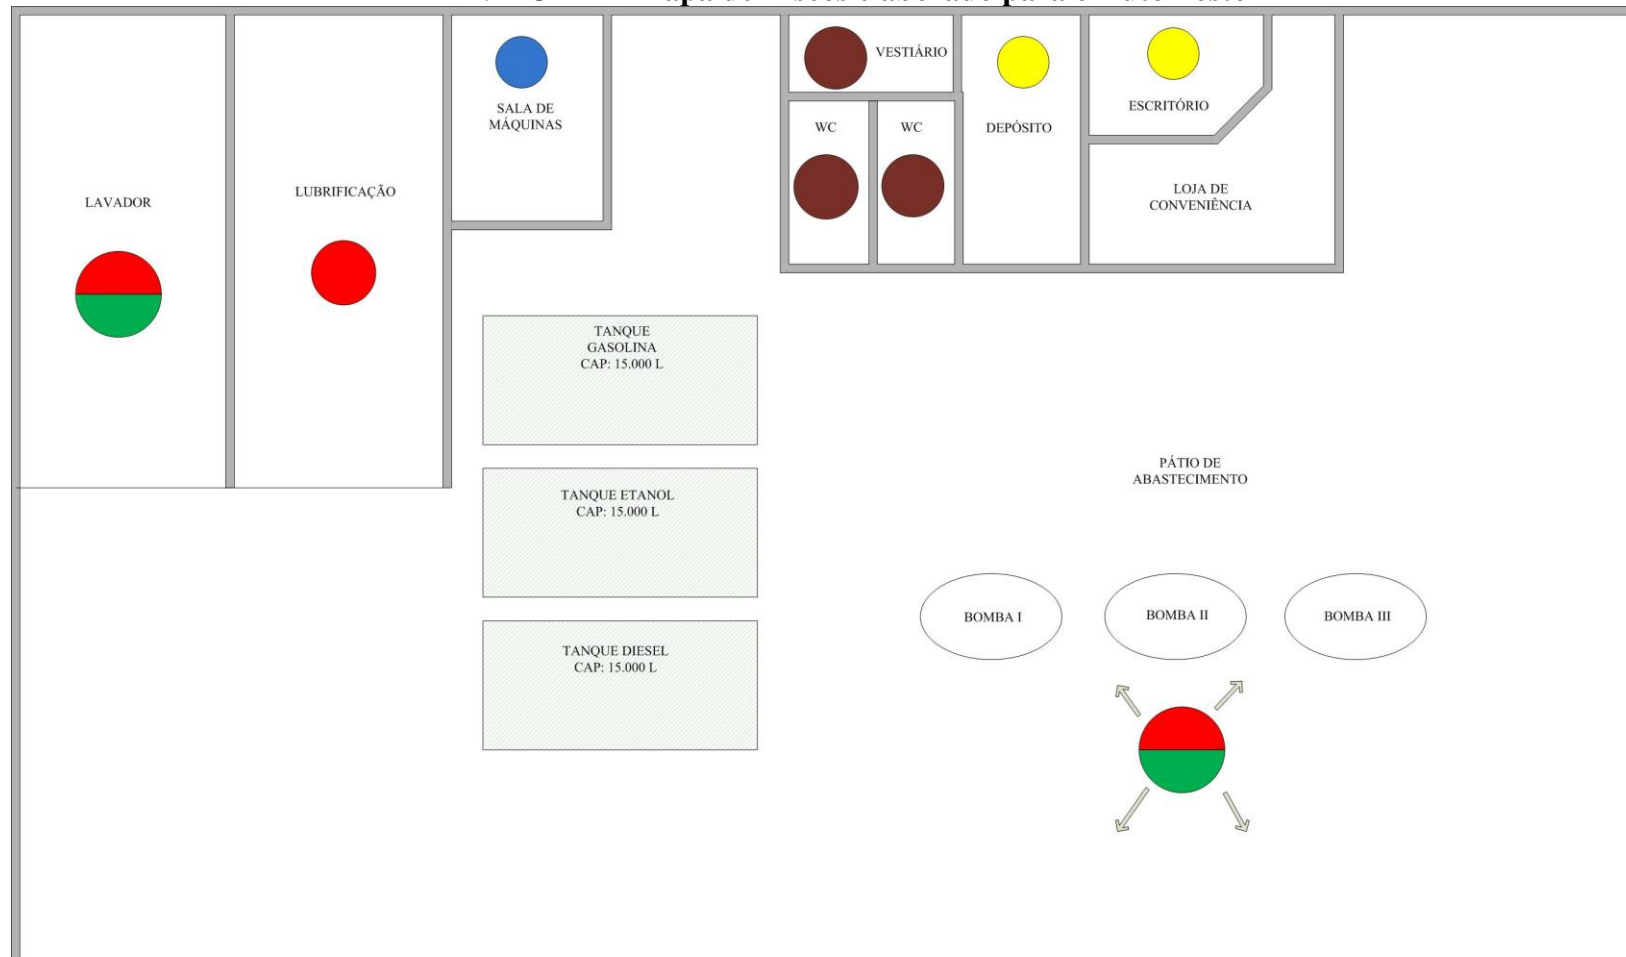 VESTIÁRIO
SALA DE
MÁQUINAS
ESCRITÓRIO
WC
WC
DEPÓSITO
LAVADOR
LUBRIFICAÇÃO
LOJA DE
CONVENIÊNCIA
TANQUE
GASOLINA
CAP: 15.000 L
PÁTIO DE
ABASTECIMENTO
TANQUE ETANOL
CAP: 15.000 L
BOMBA I
BOMBA II
BOMBA III
TANQUE DIESEL
CAP: 15.000 L